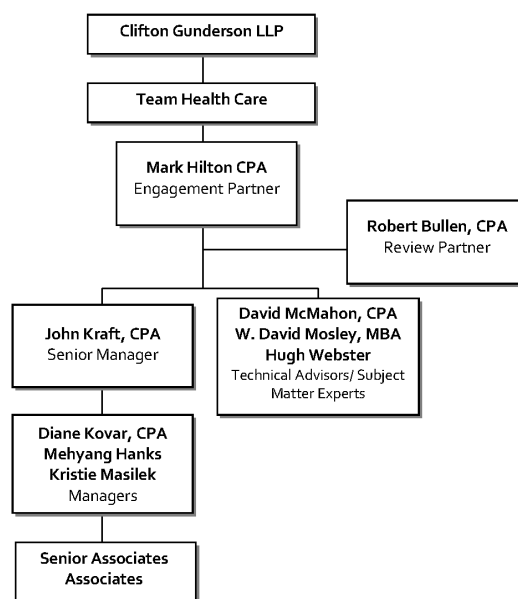 Clifton Gunderson LLP
Team Health Care
Mark Hilton CPA
Engagement Partner
Robert Bullen, CPA
Review Partner
John Kraft, CPA
Senior Manager
David McMahon, CPA
W. David Mosley, MBA
Hugh Webster
Technical Advisors/ Subject
Matter Experts
Diane Kovar, CPA
Mehyang Hanks
Kristie Masilek
Managers
Senior Associates
Associates